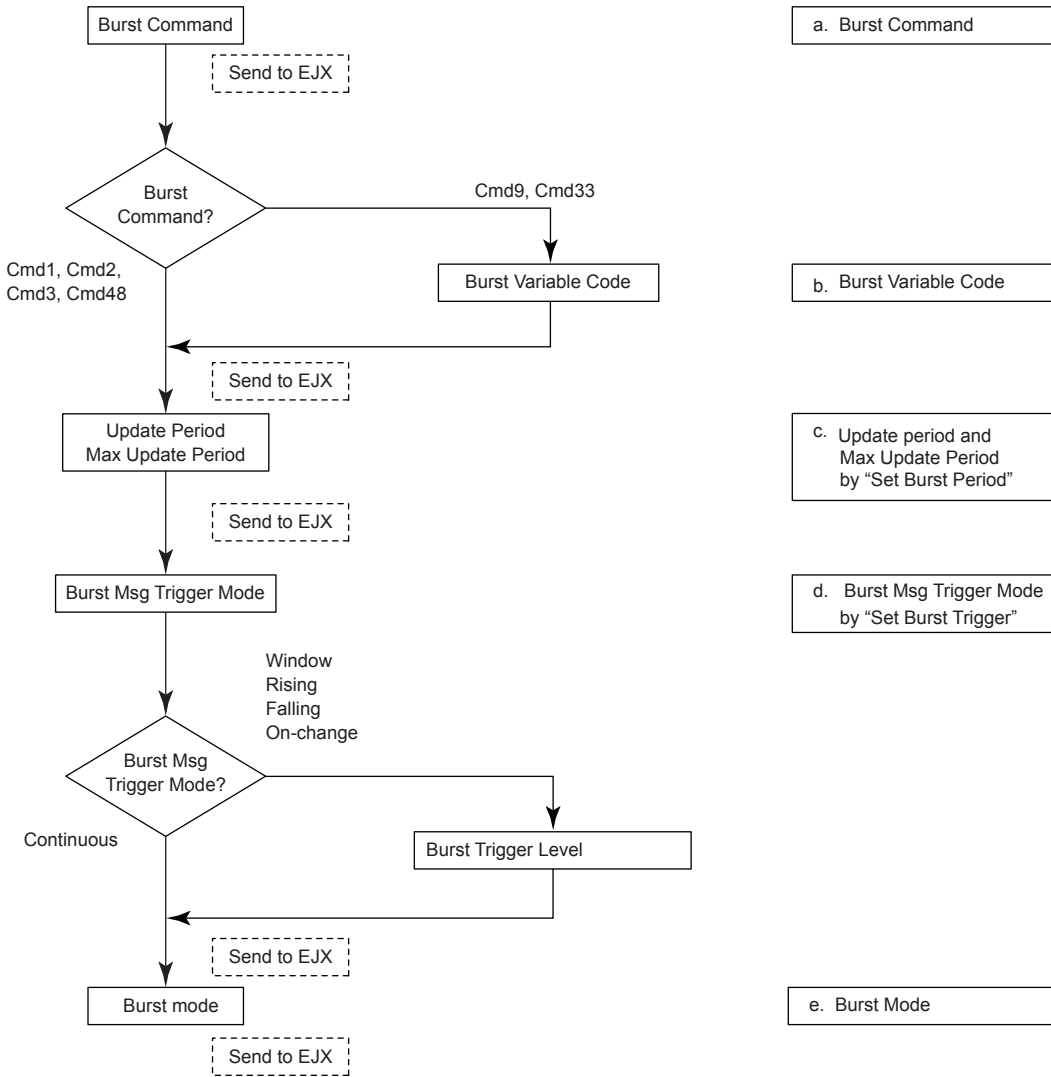 Burst Command
a. Burst Command
Send to EJX
Burst
Command?
Cmd9, Cmd33
Cmd1, Cmd2,
Cmd3, Cmd48
Burst Variable Code
b. Burst Variable Code
Send to EJX
Update Period
Max Update Period
c. Update period and
Max Update Period
by “Set Burst Period”
Send to EJX
Burst Msg Trigger Mode
d. Burst Msg Trigger Mode
by “Set Burst Trigger”
Window
Rising
Falling
On-change
Burst Msg
Trigger Mode?
Continuous
Burst Trigger Level
Send to EJX
Burst mode
e. Burst Mode
Send to EJX